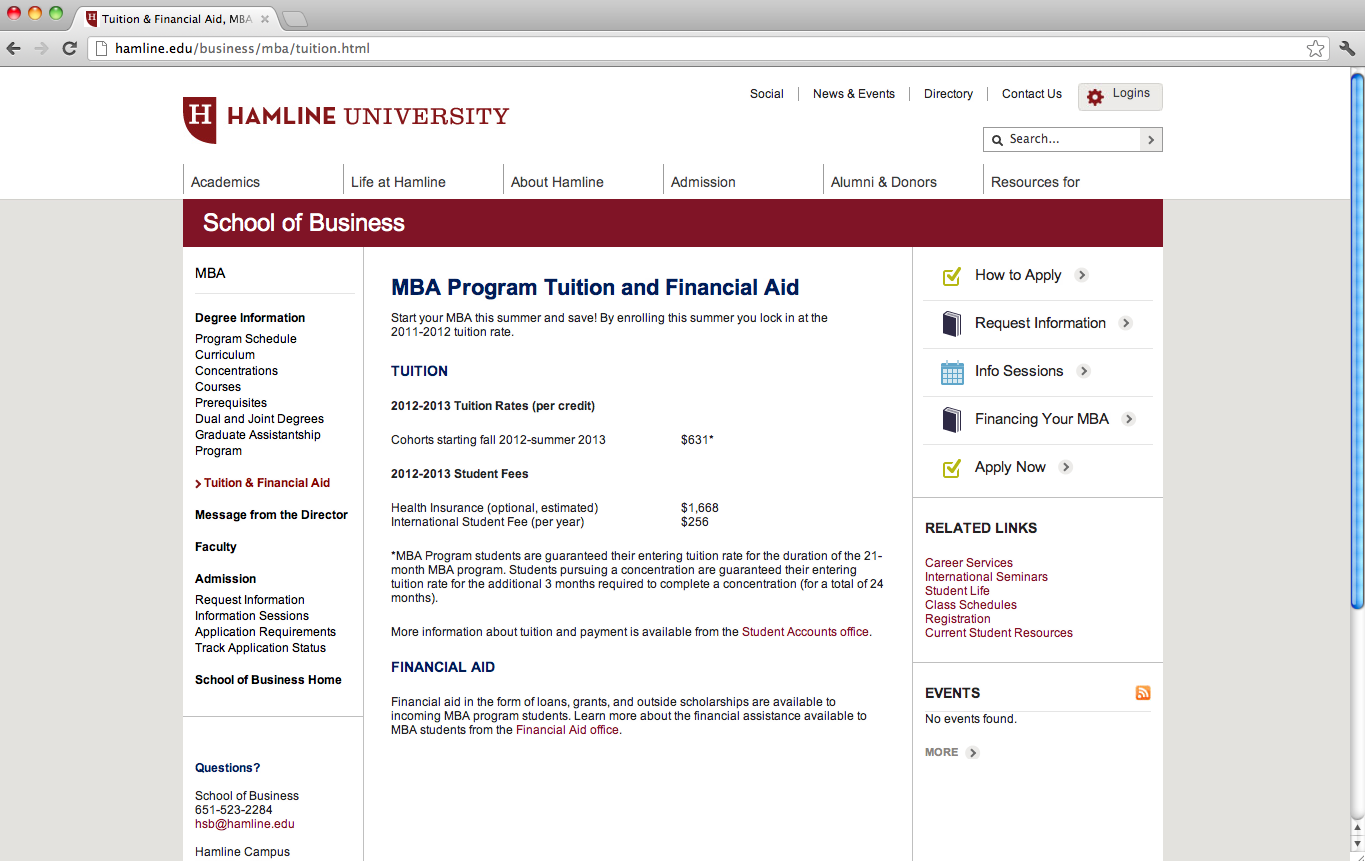 Tuition & Financial Aid, MBA
hamline.edu/business/mba/tuition.html
Social
News & Events
Directory
Contact Us
Logins
H HAMLINE UNIVERSITY
Search...
Academics
Life at Hamline
About Hamline
Admission
Alumni & Donors
Resources for
School of Business
MBA
Degree Information
Program Schedule
Curriculum
Concentrations
Courses
Prerequisites
Dual and Joint Degrees
Graduate Assistantship
Program
Tuition & Financial Aid
Message from the Director
Faculty
Admission
Request Information
Information Sessions
Application Requirements
Track Application Status
School of Business Home
Questions?
School of Business
651-523-2284
hsb@hamline.edu
Hamline Campus
MBA Program Tuition and Financial Aid
Start your MBA this summer and save! By enrolling this summer you lock in at the
2011-2012 tuition rate.
TUITION
2012-2013 Tuition Rates (per credit)
Cohorts starting fall 2012-summer 2013 $631*
2012-2013 Student Fees
Health Insurance (optional, estimated) $1,668
International Student Fee (per year) $256
*MBA Program students are guaranteed their entering tuition rate for the duration of the 21-
month MBA program. Students pursuing a concentration are guaranteed their entering
tuition rate for the additional 3 months required to complete a concentration (for a total of 24
months).
More information about tuition and payment is available from the Student Accounts office.
FINANCIAL AID
Financial aid in the form of loans, grants, and outside scholarships are available to
incoming MBA program students. Learn more about the financial assistance available to
MBA students from the Financial Aid office.
How to Apply
Request Information
Info Sessions
Financing Your MBA
Apply Now
RELATED LINKS
Career Services
International Seminars
Student Life
Class Schedules
Registration
Current Student Resources
EVENTS
No events found.
MORE